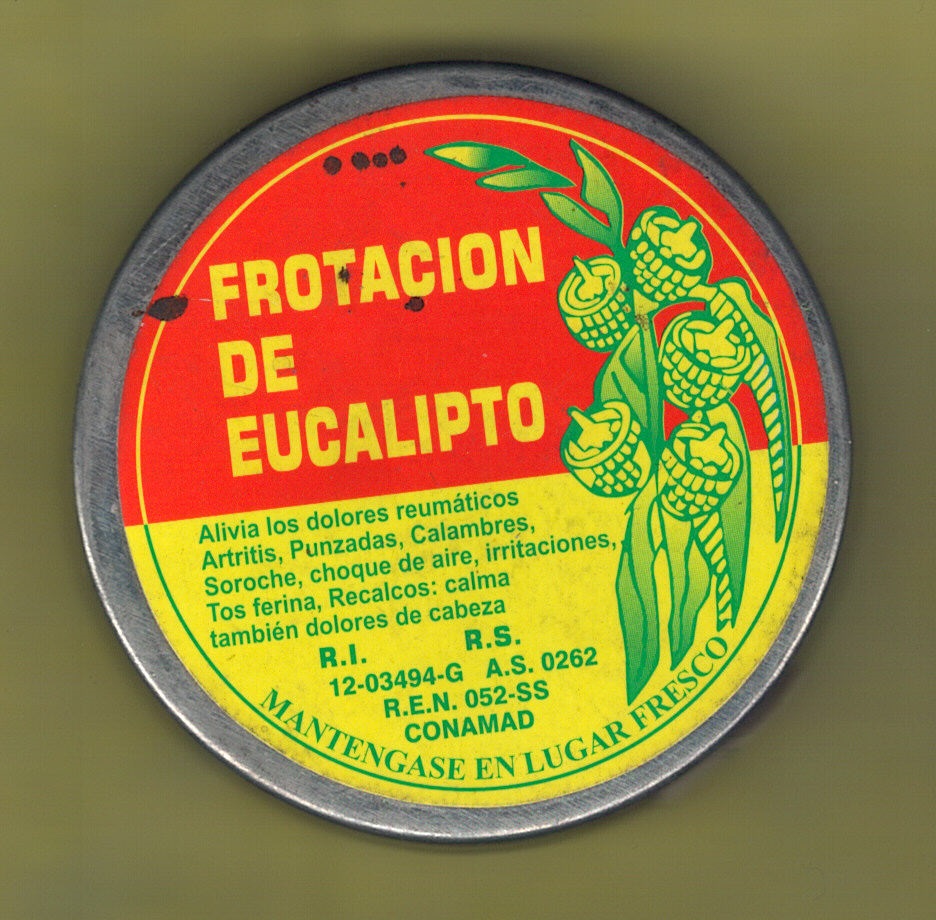 FROTACION
DE
EUCALIPTO
Alivia los dolores reumáticos
Artritis, Punzadas, Calambres,
Soroche, choque de aire, irritaciones,
Tos ferina, Recalcos: calma
también dolores de cabeza
R.I. R.S.
12-03494-G A.S. 0262
R.E.N. 052-SS
CONAMAD
MANTENGASE EN LUGAR FRESCO